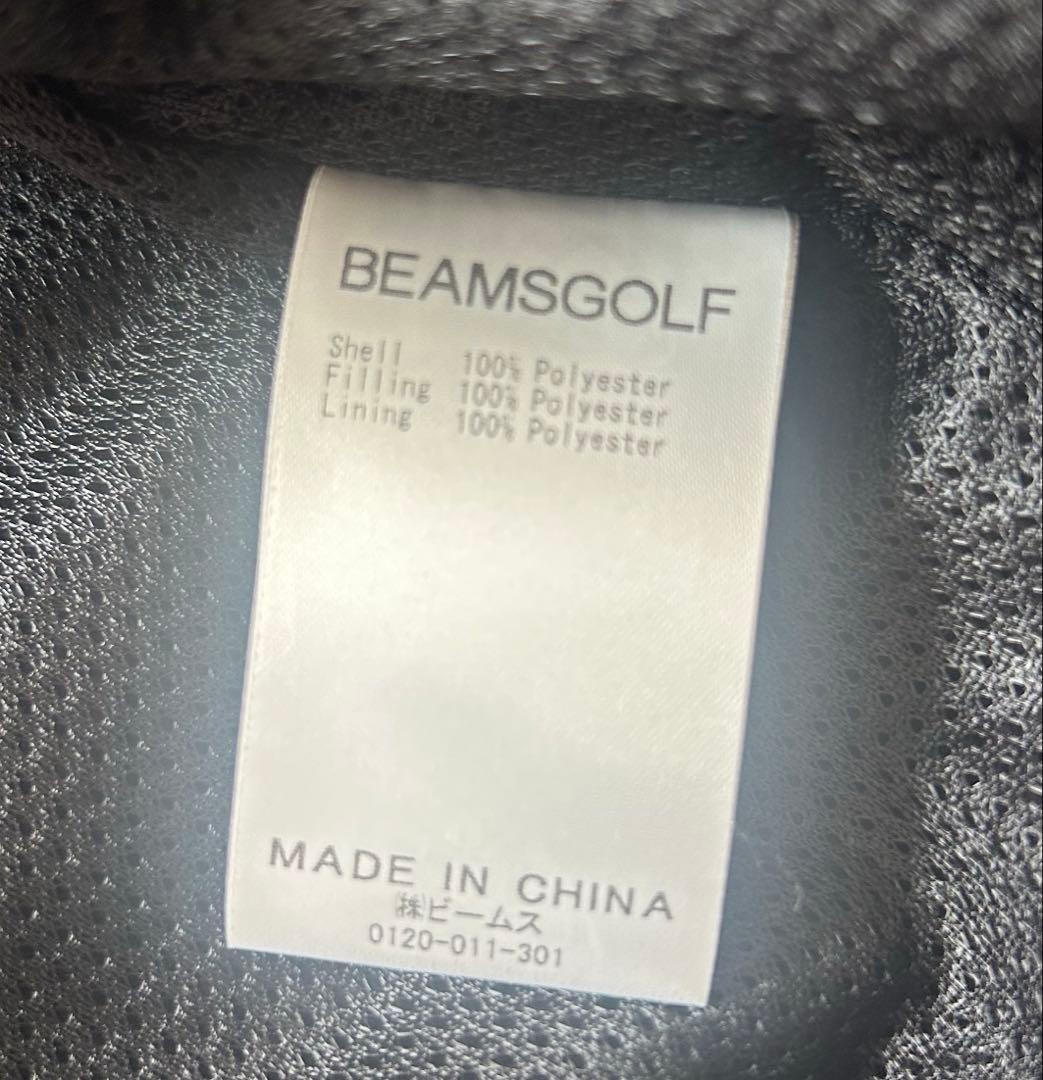 BEAMSGOLF
Shell 100% Polyester
Filling 100% Polyester
Lining 100% Polyester
MADE IN CHINA
㈱ビームス
0120-011-301